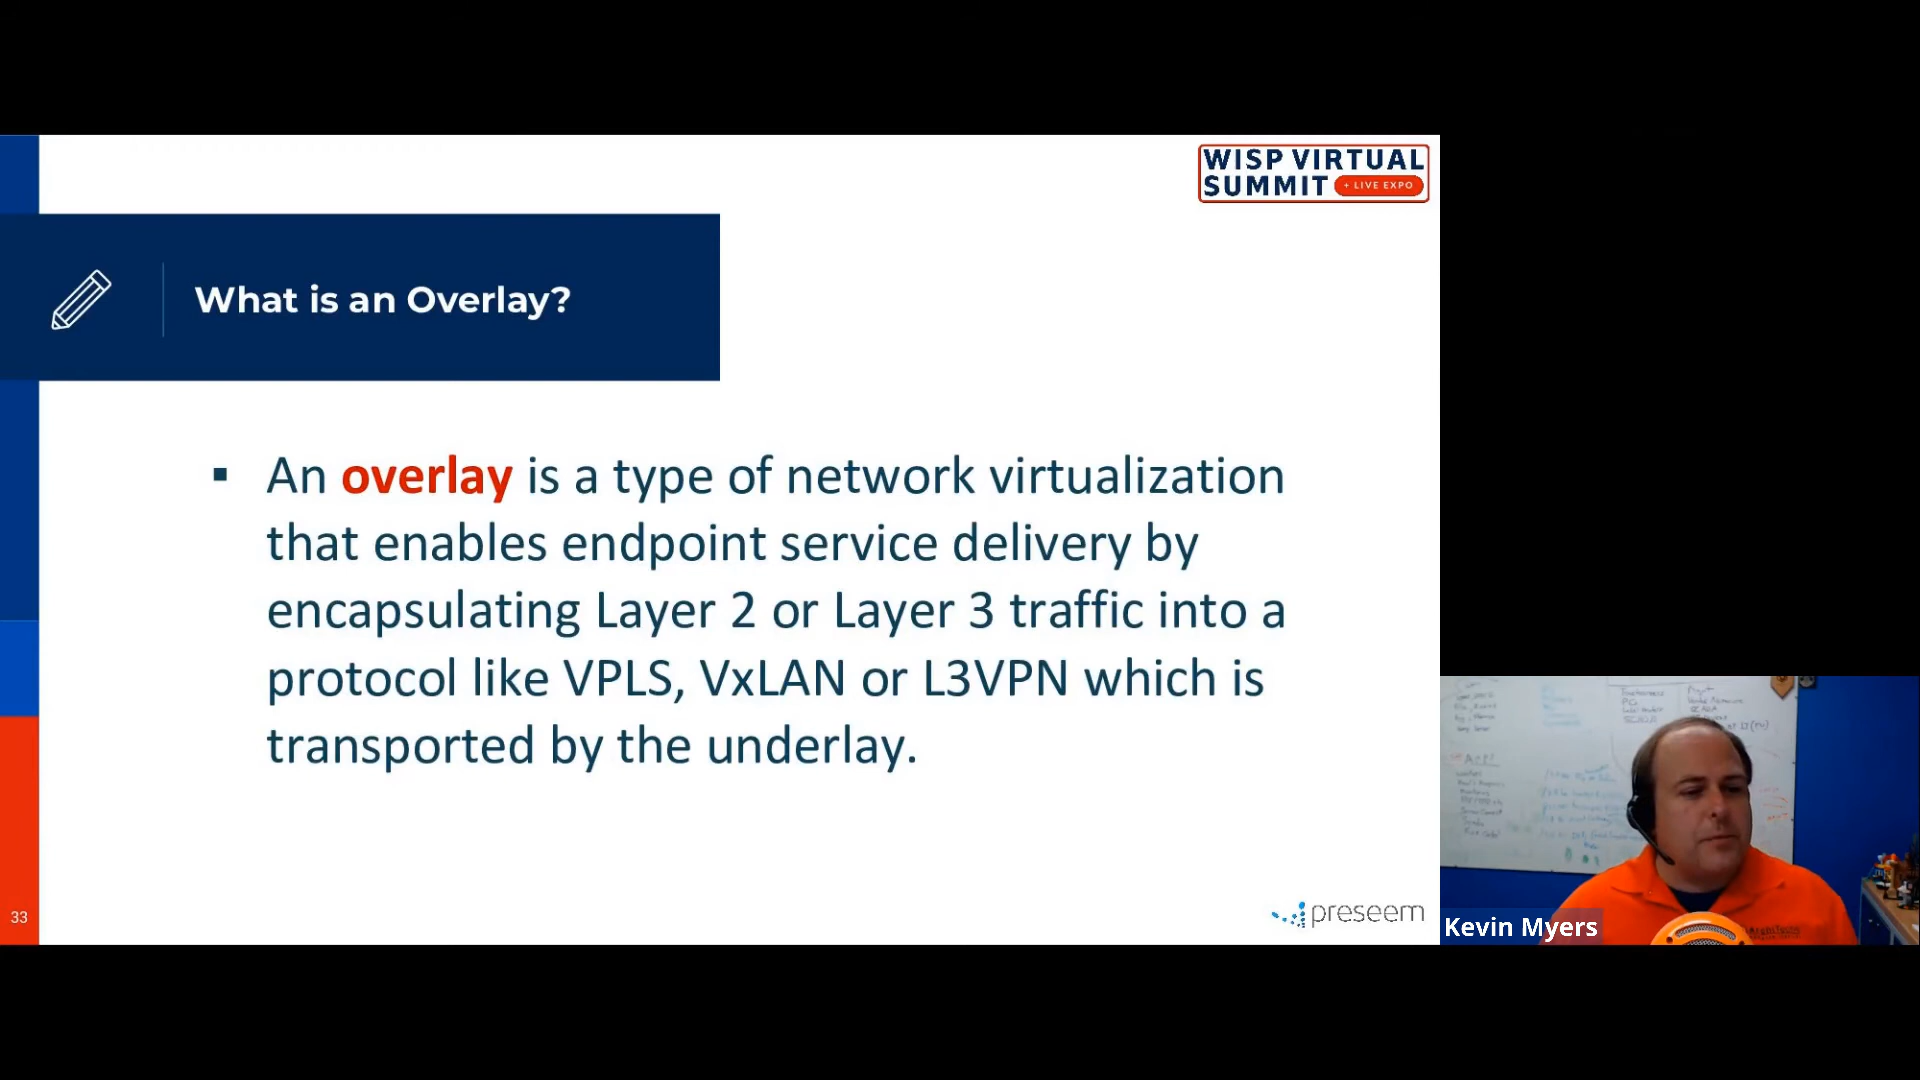 WISP VIRTUAL
SUMMIT + LIVE EXPO
What is an Overlay?
▪ An overlay is a type of network virtualization
that enables endpoint service delivery by
encapsulating Layer 2 or Layer 3 traffic into a
protocol like VPLS, VxLAN or L3VPN which is
transported by the underlay.
33
preseem
Kevin Myers